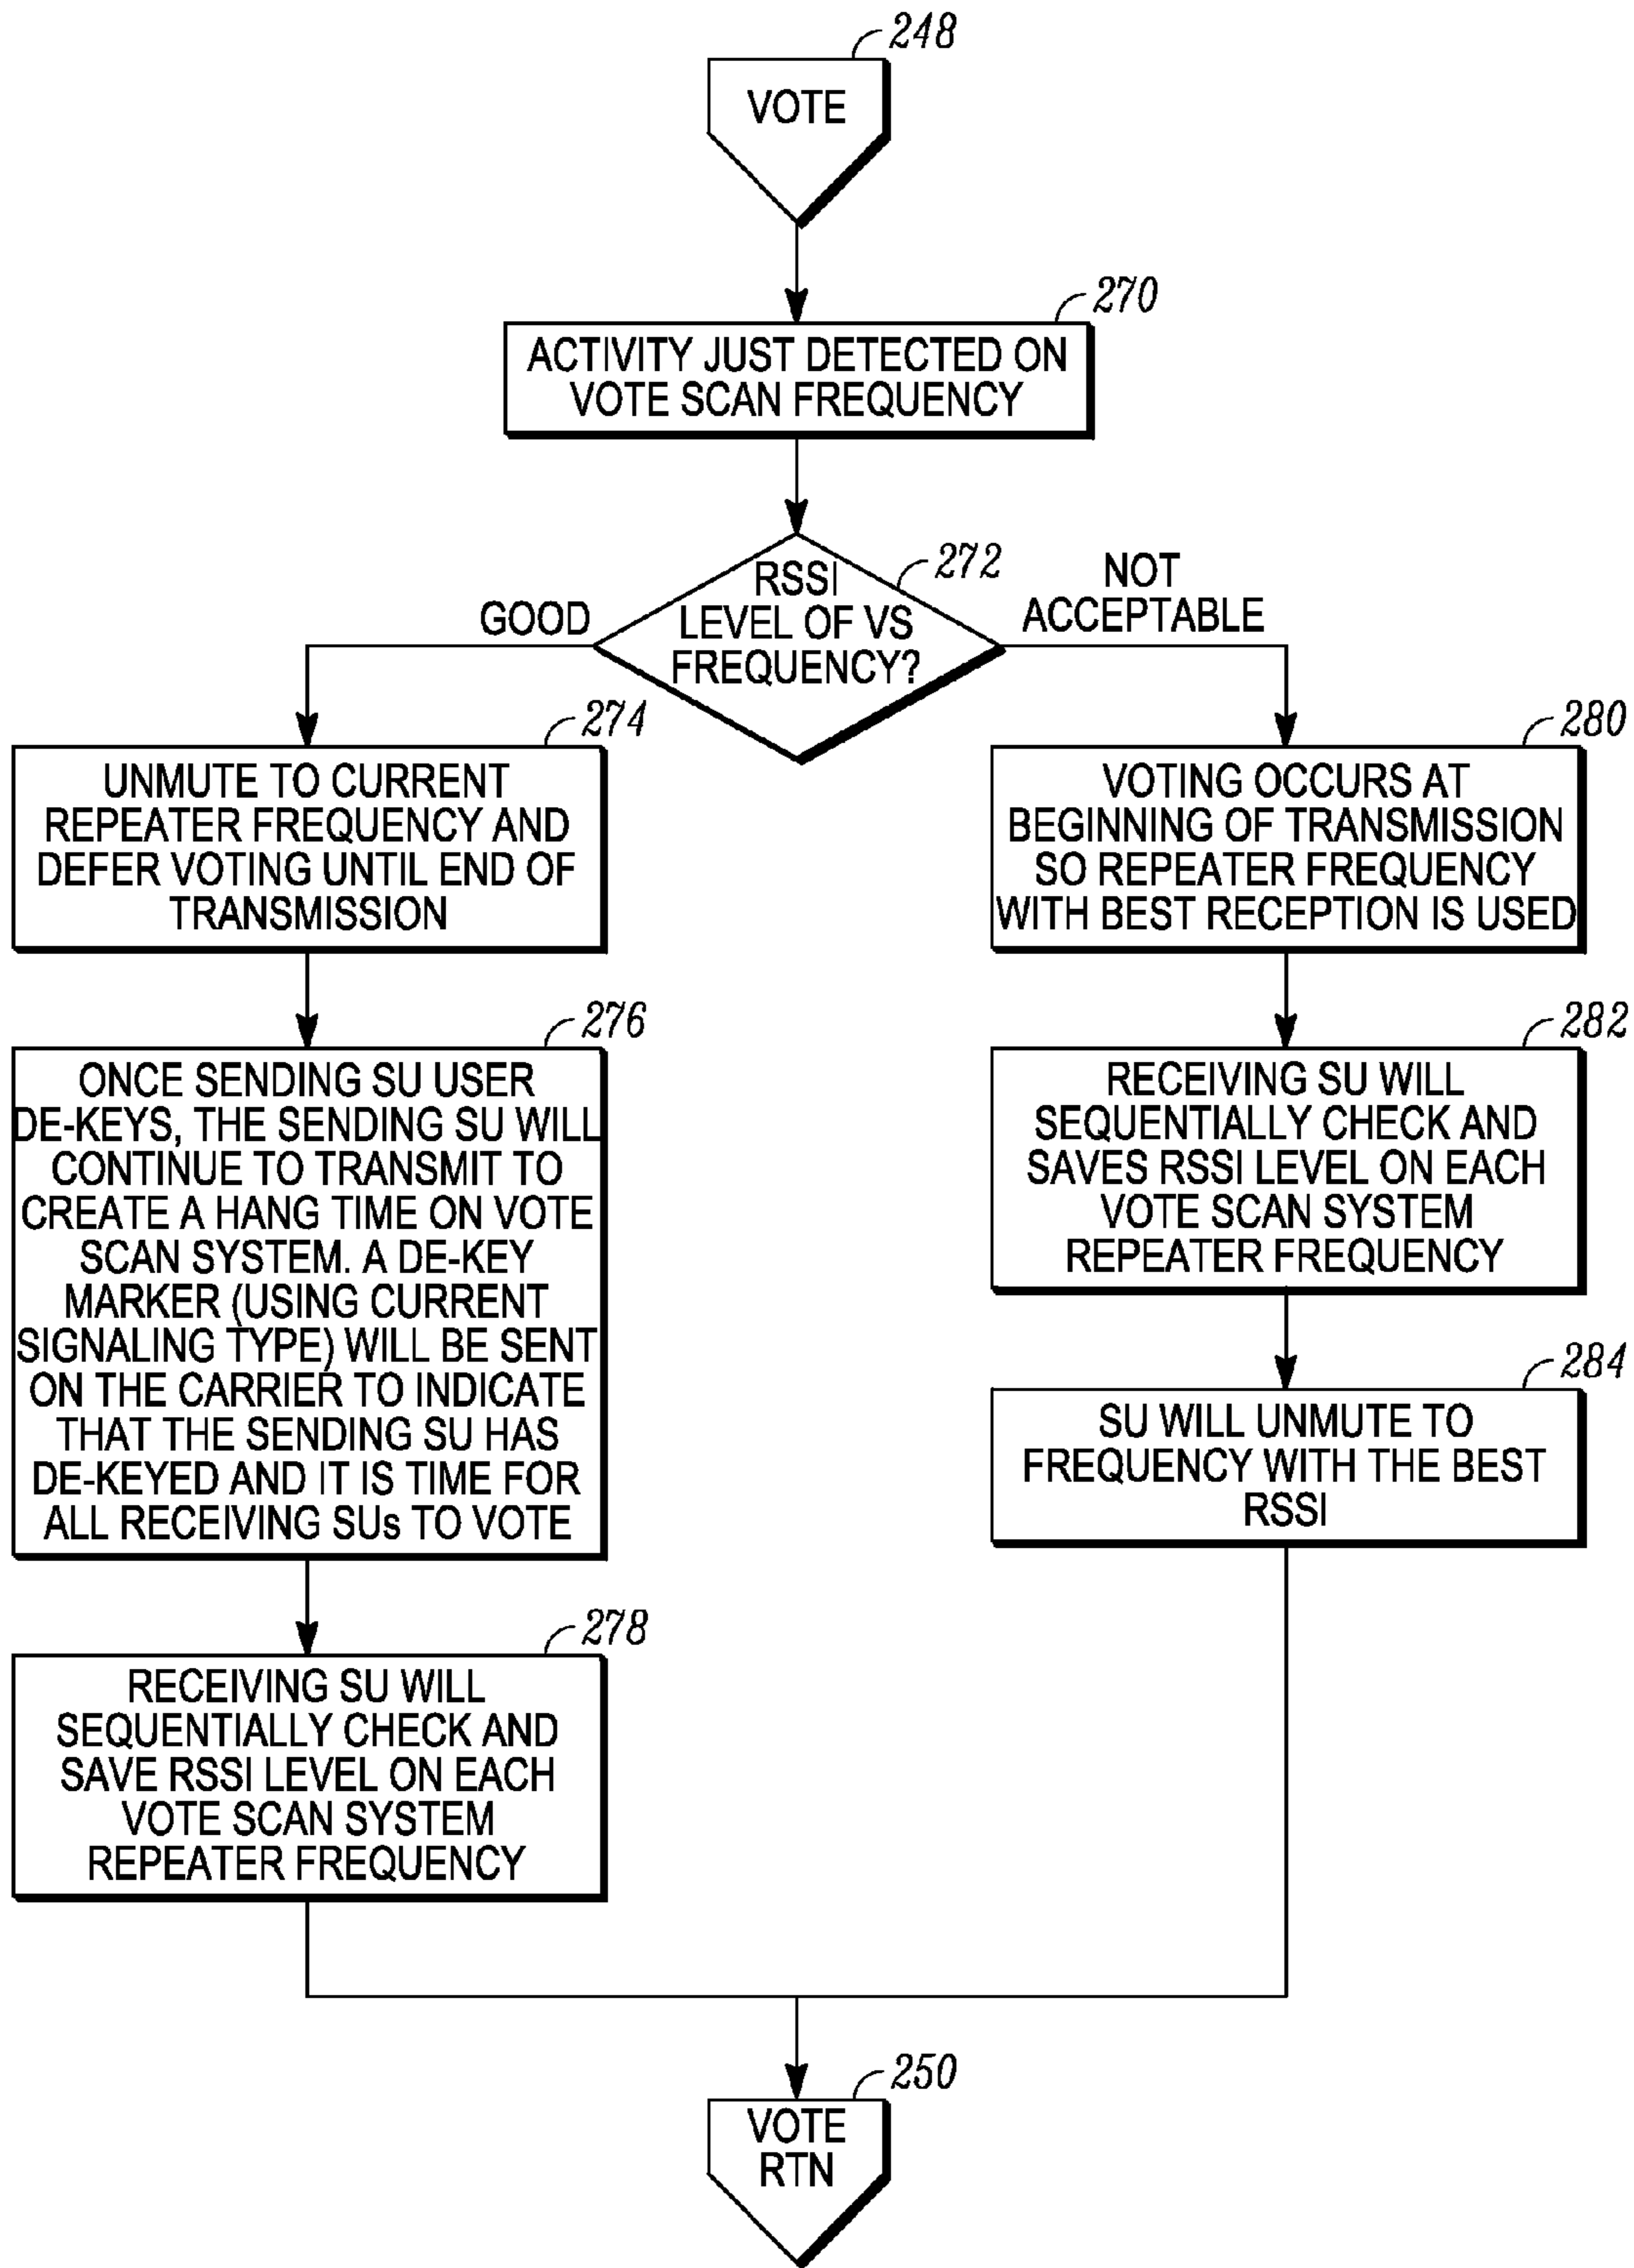 248
VOTE
270
ACTIVITY JUST DETECTED ON
VOTE SCAN FREQUENCY
272
RSSI
LEVEL OF VS
FREQUENCY?
GOOD
NOT
ACCEPTABLE
274
UNMUTE TO CURRENT
REPEATER FREQUENCY AND
DEFER VOTING UNTIL END OF
TRANSMISSION
276
ONCE SENDING SU USER
DE-KEYS, THE SENDING SU WILL
CONTINUE TO TRANSMIT TO
CREATE A HANG TIME ON VOTE
SCAN SYSTEM. A DE-KEY
MARKER (USING CURRENT
SIGNALING TYPE) WILL BE SENT
ON THE CARRIER TO INDICATE
THAT THE SENDING SU HAS
DE-KEYED AND IT IS TIME FOR
ALL RECEIVING SUs TO VOTE
278
RECEIVING SU WILL
SEQUENTIALLY CHECK AND
SAVE RSSI LEVEL ON EACH
VOTE SCAN SYSTEM
REPEATER FREQUENCY
280
VOTING OCCURS AT
BEGINNING OF TRANSMISSION
SO REPEATER FREQUENCY
WITH BEST RECEPTION IS USED
282
RECEIVING SU WILL
SEQUENTIALLY CHECK AND
SAVES RSSI LEVEL ON EACH
VOTE SCAN SYSTEM
REPEATER FREQUENCY
284
SU WILL UNMUTE TO
FREQUENCY WITH THE BEST
RSSI
250
VOTE
RTN